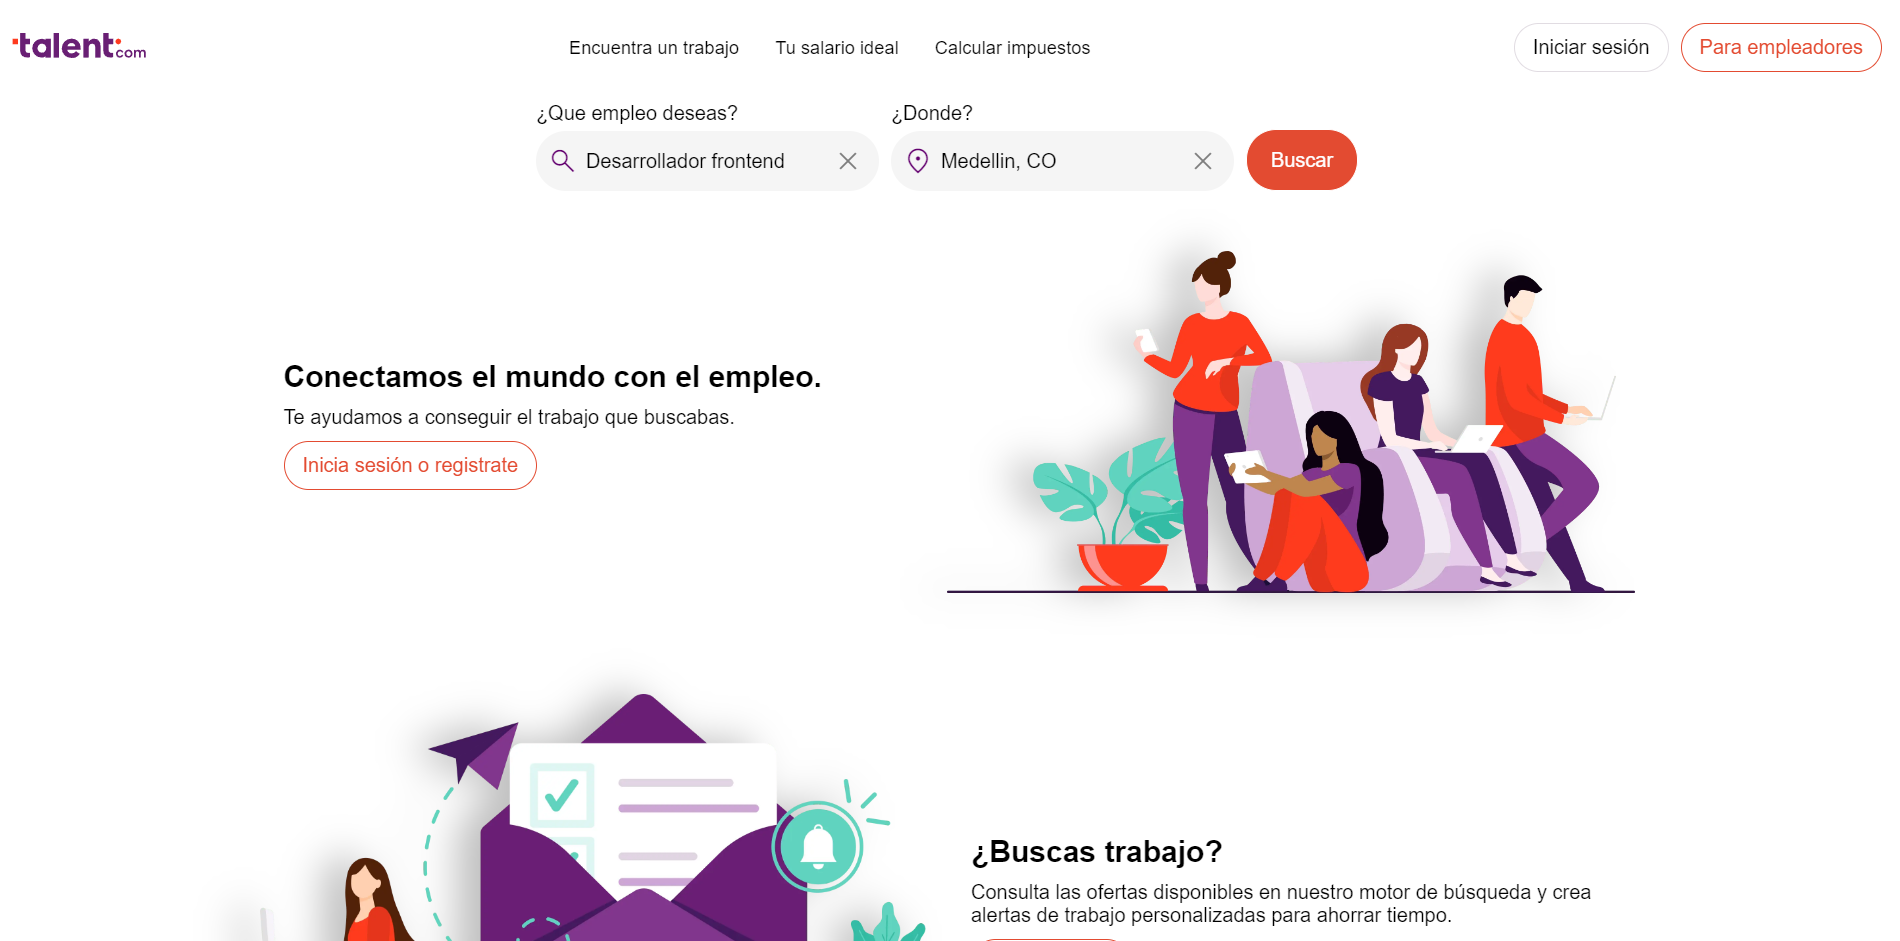 talent.com
Encuentra un trabajo
Tu salario ideal
Calcular impuestos
Iniciar sesión
Para empleadores
¿Que empleo deseas?
¿Donde?
Desarrollador frontend
Medellin, CO
Buscar
Conectamos el mundo con el empleo.
Te ayudamos a conseguir el trabajo que buscabas.
Inicia sesión o registrate
¿Buscas trabajo?
Consulta las ofertas disponibles en nuestro motor de búsqueda y crea
alertas de trabajo personalizadas para ahorrar tiempo.